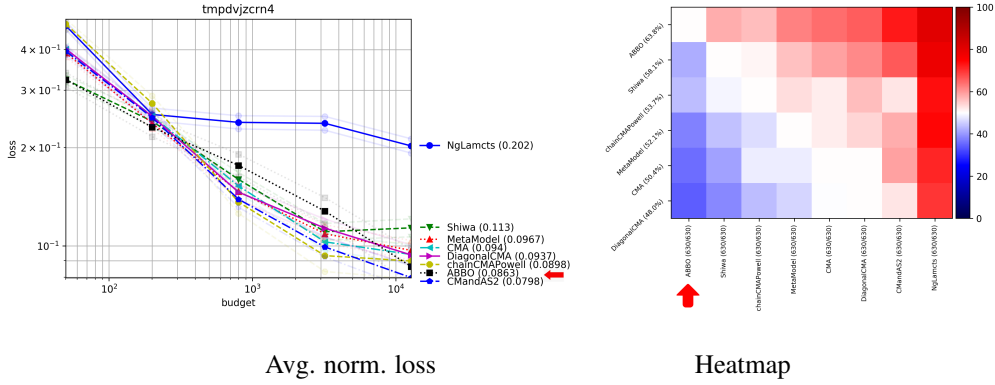 tmpdvjzcrn4
4 × 10⁻¹
3 × 10⁻¹
2 × 10⁻¹
10⁻¹
loss
10² 10³ 10⁴
budget
NgLamcts (0.202)
Shiwa (0.113)
MetaModel (0.0967)
CMA (0.094)
DiagonalCMA (0.0937)
chainCMAPowell (0.0898)
ABBO (0.0863)
CMandAS2 (0.0798)
ABBO (63.8%)
Shiwa (58.1%)
chainCMAPowell (53.7%)
MetaModel (52.1%)
CMA (50.4%)
DiagonalCMA (48.0%)
ABBO (630/630)
Shiwa (630/630)
chainCMAPowell (630/630)
MetaModel (630/630)
CMA (630/630)
DiagonalCMA (630/630)
CMandAS2 (630/630)
NgLamcts (630/630)
100
80
60
40
20
0
Avg. norm. loss
Heatmap